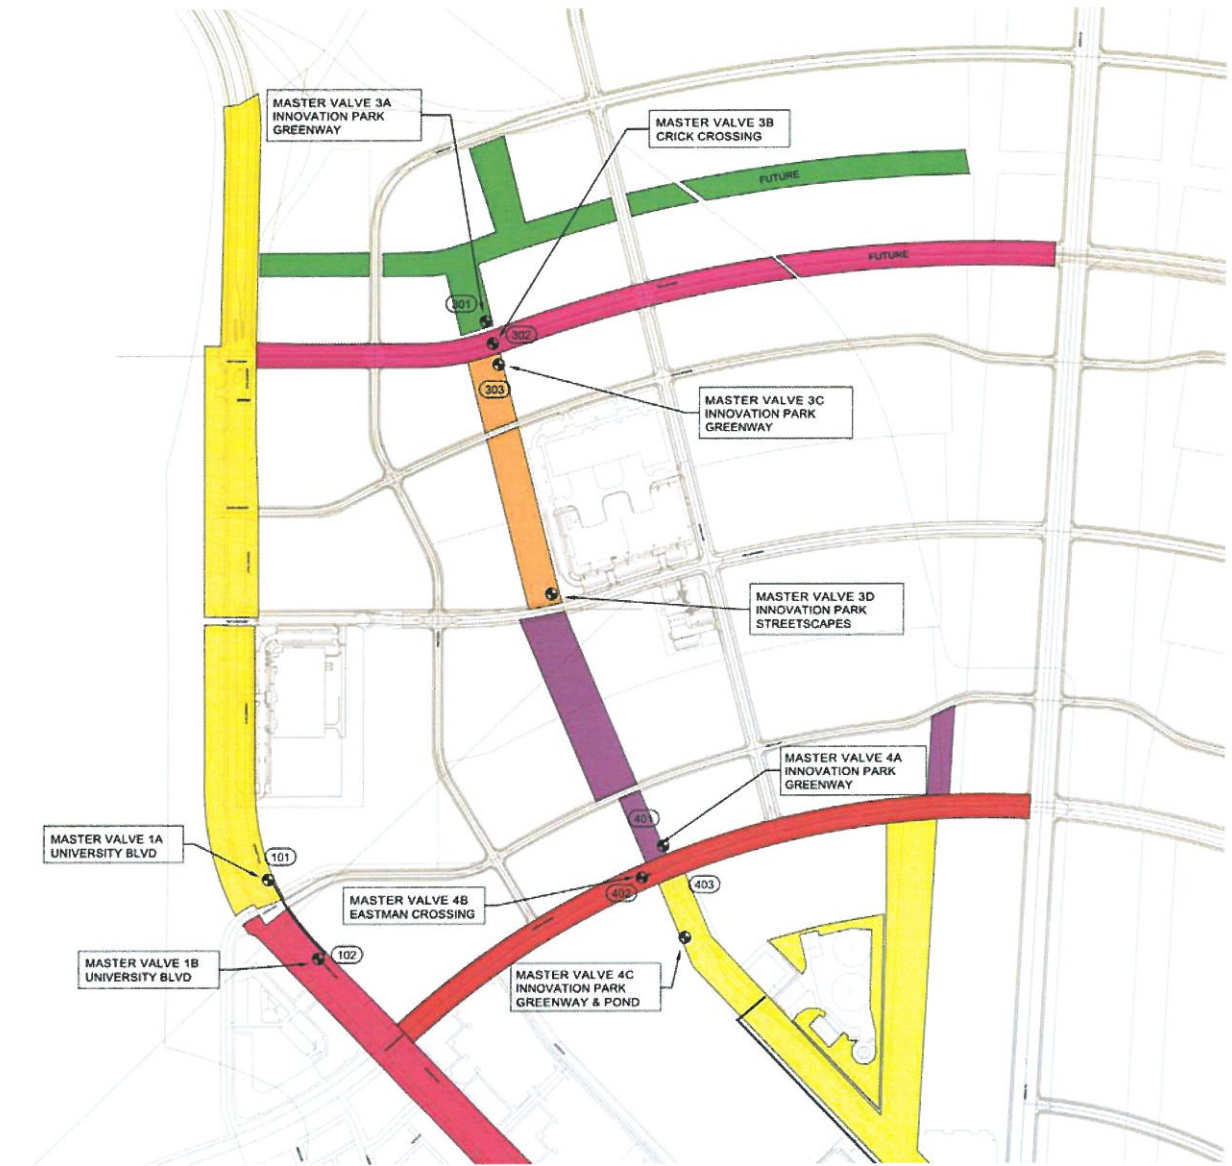 MASTER VALVE 3A
INNOVATION PARK
GREENWAY
MASTER VALVE 3B
CRICK CROSSING
FUTURE
FUTURE
301
302
303
MASTER VALVE 3C
INNOVATION PARK
GREENWAY
MASTER VALVE 3D
INNOVATION PARK
STREETSCAPES
MASTER VALVE 4A
INNOVATION PARK
GREENWAY
401
MASTER VALVE 1A
UNIVERSITY BLVD
101
402
403
MASTER VALVE 4B
EASTMAN CROSSING
102
MASTER VALVE 1B
UNIVERSITY BLVD
MASTER VALVE 4C
INNOVATION PARK
GREENWAY & POND